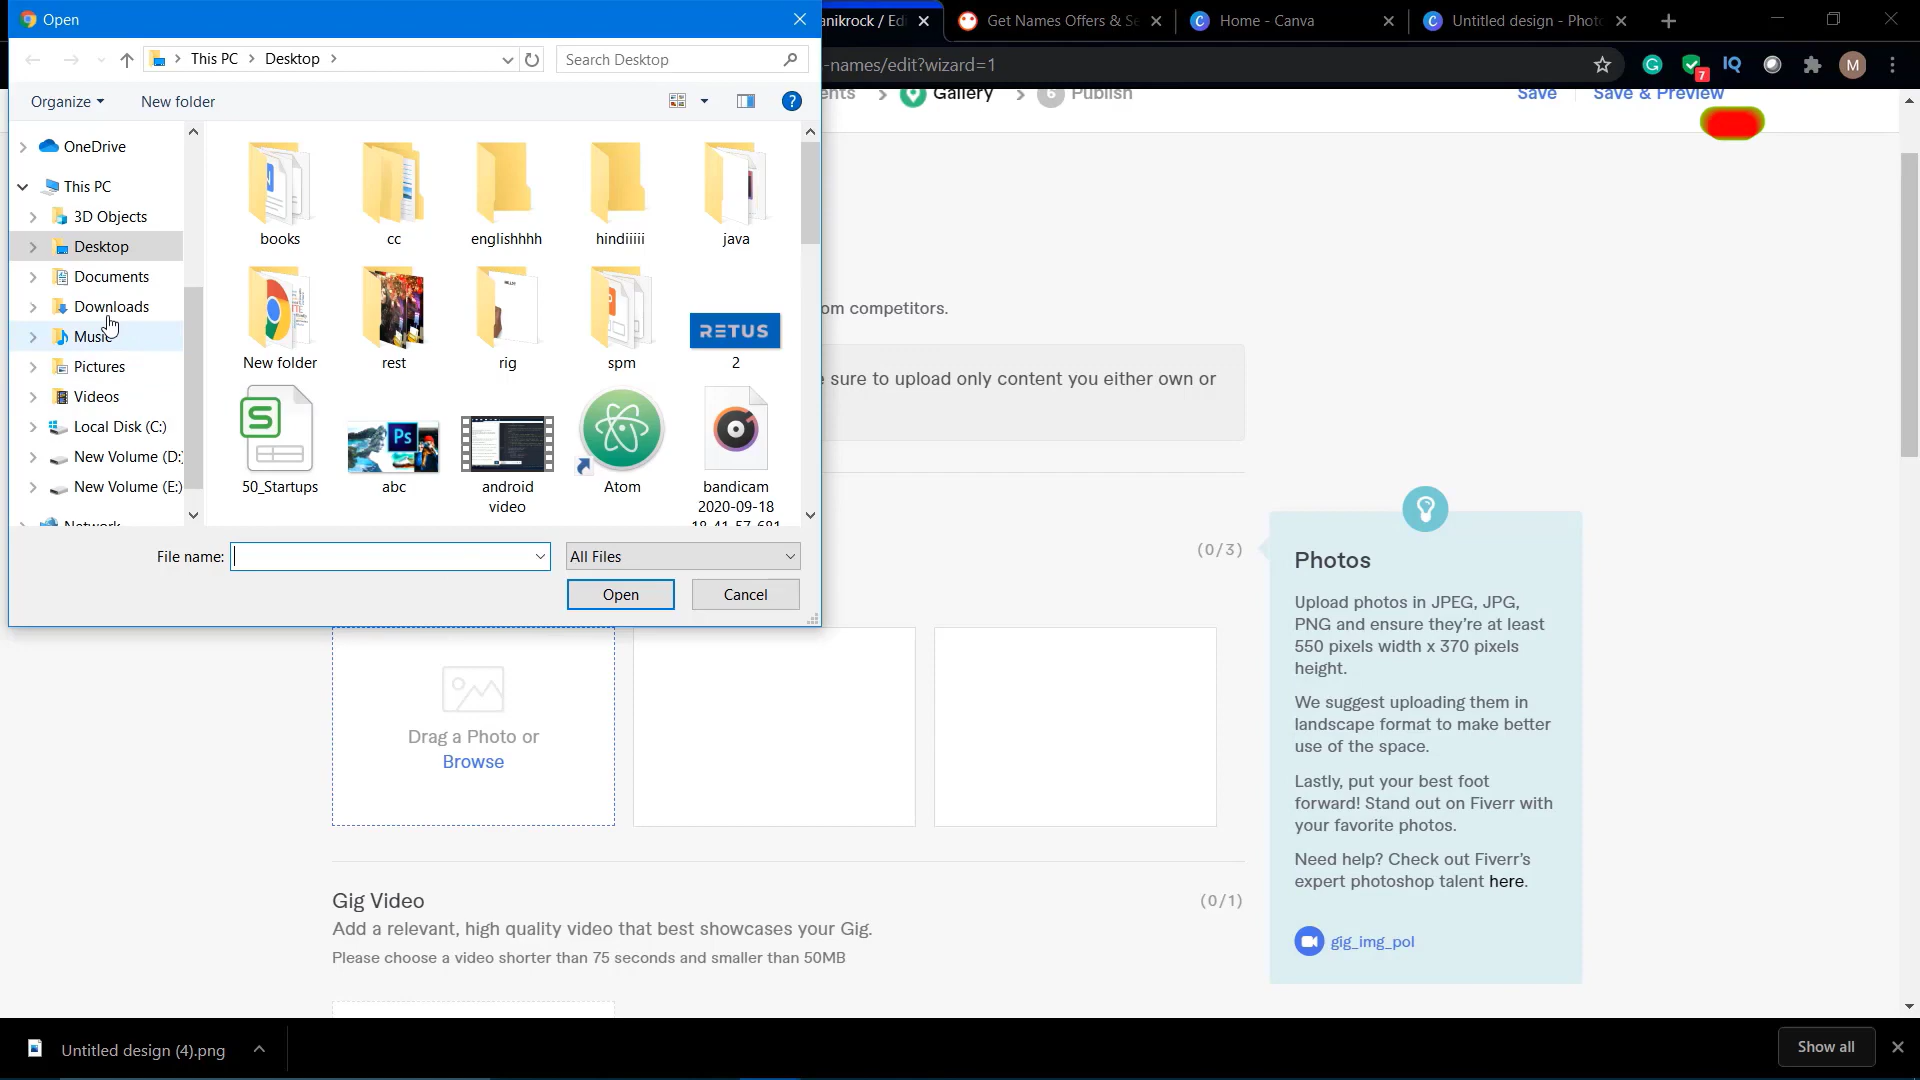 Open
anikrock / Ed
Get Names Offers & Se
Home - Canva
Untitled design - Phot
This PC
Desktop
Search Desktop
-names/edit?wizard=1
7
M
Organize
New folder
Gallery
6
Publish
Save
Save & Preview
OneDrive
This PC
3D Objects
Desktop
Documents
Downloads
Music
Pictures
Videos
Local Disk (C:)
New Volume (D:)
New Volume (E:)
Network
books
cc
englishhhh
hindiiiii
java
New folder
rest
rig
spm
RETUS
2
S
Ps
50_Startups
abc
android
video
Atom
bandicam
2020-09-18
18-41-57-681
File name:
All Files
Open
Cancel
om competitors.
e sure to upload only content you either own or
(0/3)
Drag a Photo or
Browse
Gig Video
(0/1)
Add a relevant, high quality video that best showcases your Gig.
Please choose a video shorter than 75 seconds and smaller than 50MB
Photos
Upload photos in JPEG, JPG,
PNG and ensure they're at least
550 pixels width x 370 pixels
height.
We suggest uploading them in
landscape format to make better
use of the space.
Lastly, put your best foot
forward! Stand out on Fiverr with
your favorite photos.
Need help? Check out Fiverr's
expert photoshop talent here.
gig_img_pol
Untitled design (4).png
Show all